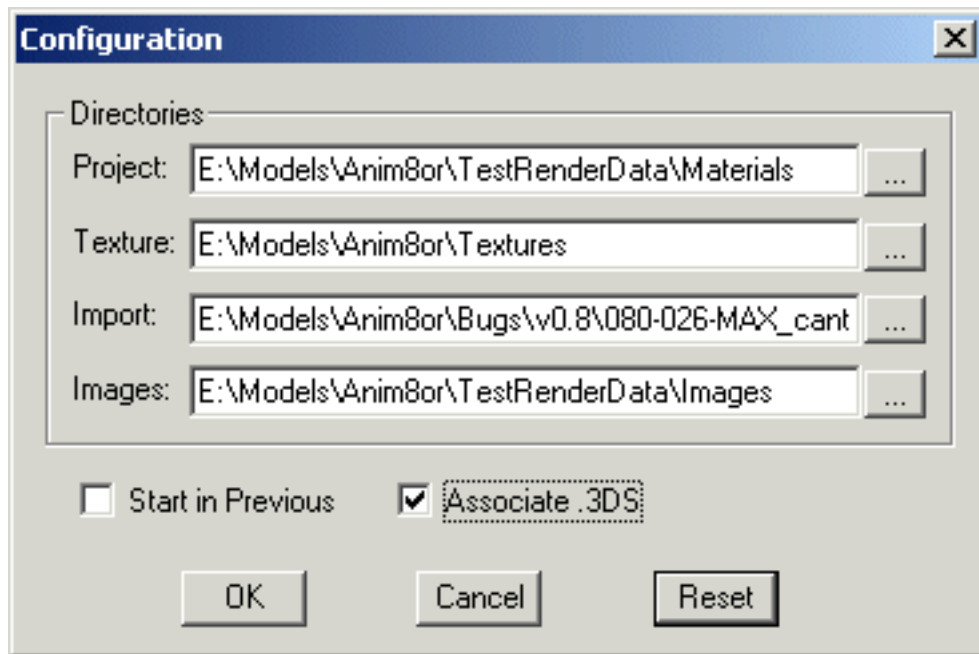 Configuration
Directories
Project: E:\Models\Anim8or\TestRenderData\Materials ...
Texture: E:\Models\Anim8or\Textures ...
Import: E:\Models\Anim8or\Bugs\v0.8\080-026-MAX_cant ...
Images: E:\Models\Anim8or\TestRenderData\Images ...
Start in Previous Associate .3DS
OK Cancel Reset